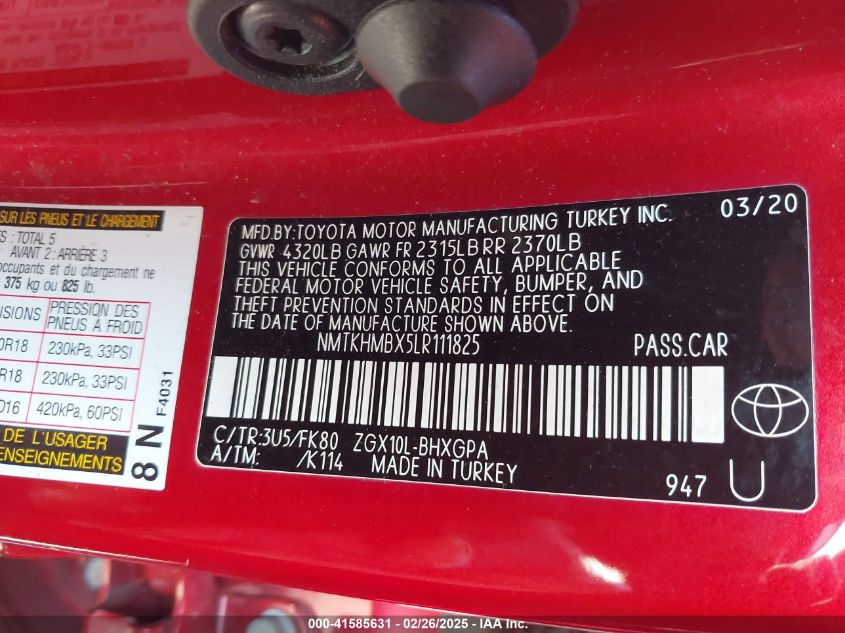 SUR LES PNEUS ET LE CHARGEMENT
: TOTAL 5
AVANT 2: ARRIÈRE 3
occupants et du chargement ne
375 kg ou 825 lb.
PRESSION DES
PNEUS À FROID
0R18 230kPa, 33PSI
R18 230kPa, 33PSI
D16 420kPa, 60PSI
DE L'USAGER
8 N F4031
MFD.BY:TOYOTA MOTOR MANUFACTURING TURKEY INC. 03/20
GVWR 4320LB GAWR FR 2315LB RR 2370LB
THIS VEHICLE CONFORMS TO ALL APPLICABLE
FEDERAL MOTOR VEHICLE SAFETY, BUMPER, AND
THEFT PREVENTION STANDARDS IN EFFECT ON
THE DATE OF MANUFACTURE SHOWN ABOVE.
NMTKHMBX5LR111825 PASS.CAR
C/TR:3U5/FK80 ZGX10L-BHXGPA
A/TM: /K114 MADE IN TURKEY
947 U
000-41585631 - 02/26/2025 - IAA Inc.